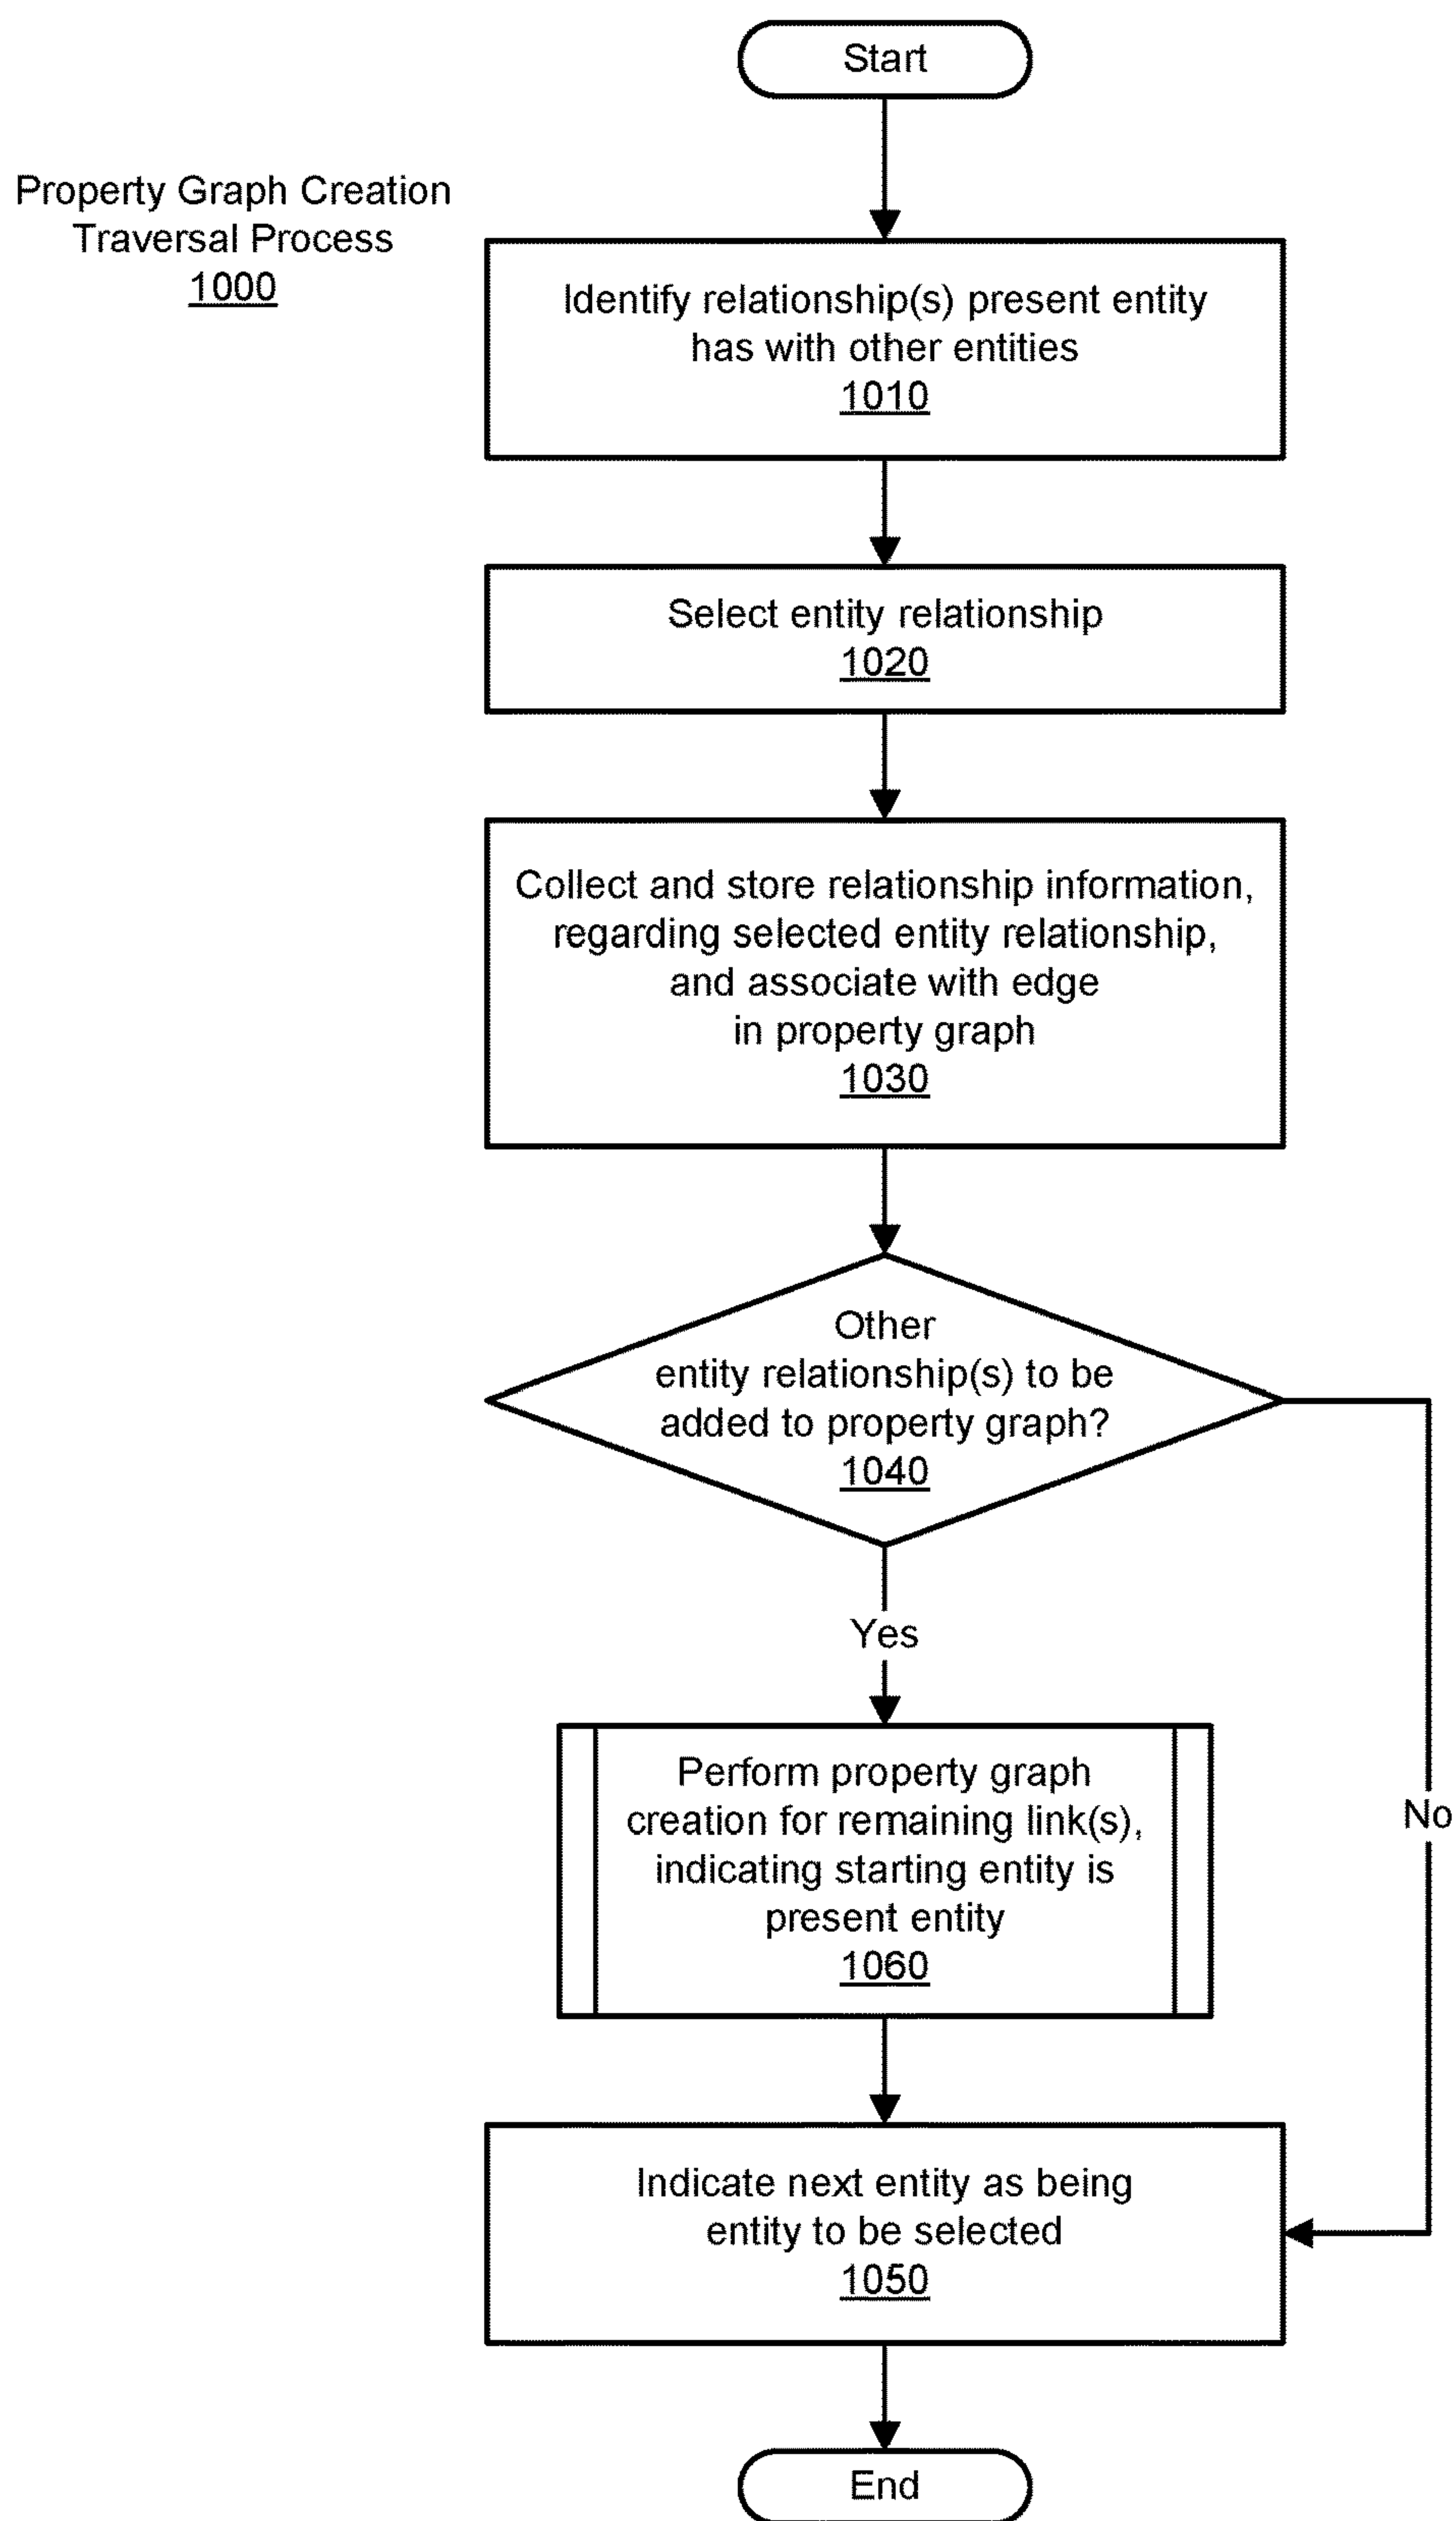 Start
Property Graph Creation
Traversal Process
1000
Identify relationship(s) present entity
has with other entities
1010
Select entity relationship
1020
Collect and store relationship information,
regarding selected entity relationship,
and associate with edge
in property graph
1030
Other
entity relationship(s) to be
added to property graph?
1040
Yes
Perform property graph
creation for remaining link(s),
indicating starting entity is
present entity
1060
No
Indicate next entity as being
entity to be selected
1050
End